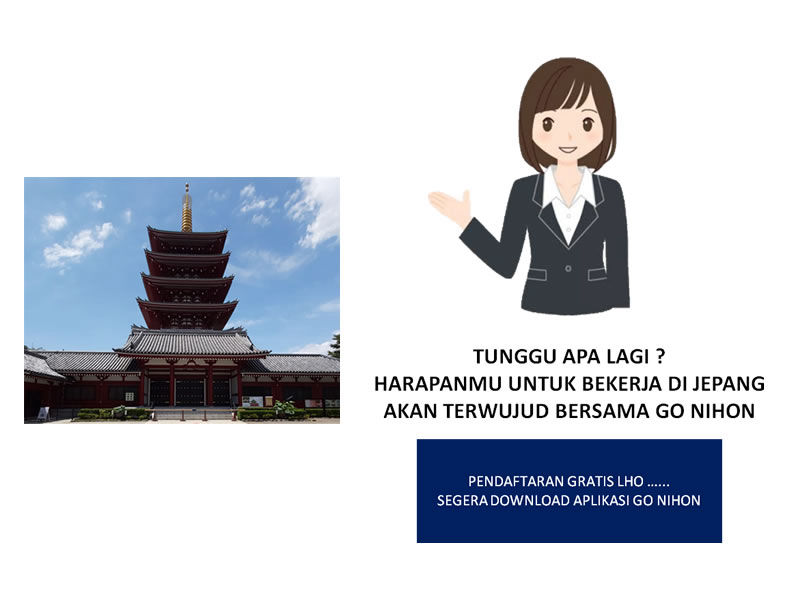 TUNGGU APA LAGI ?
HARAPANMU UNTUK BEKERJA DI JEPANG
AKAN TERWUJUD BERSAMA GO NIHON
PENDAFTARAN GRATIS LHO ......
SEGERA DOWNLOAD APLIKASI GO NIHON